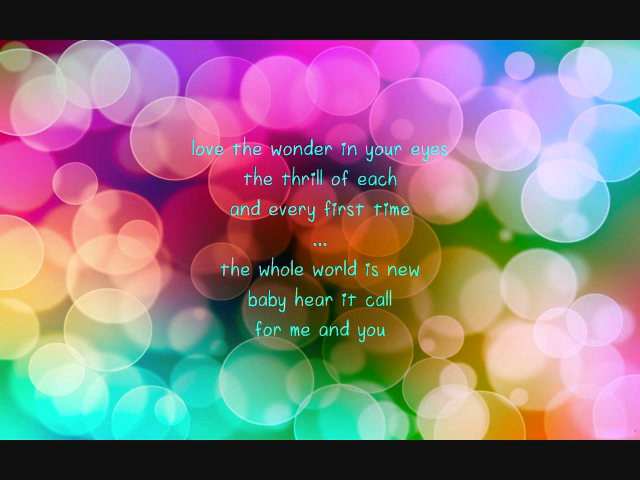 love the wonder in your eyes
the thrill of each
and every first time
...
the whole world is new
baby hear it call
for me and you